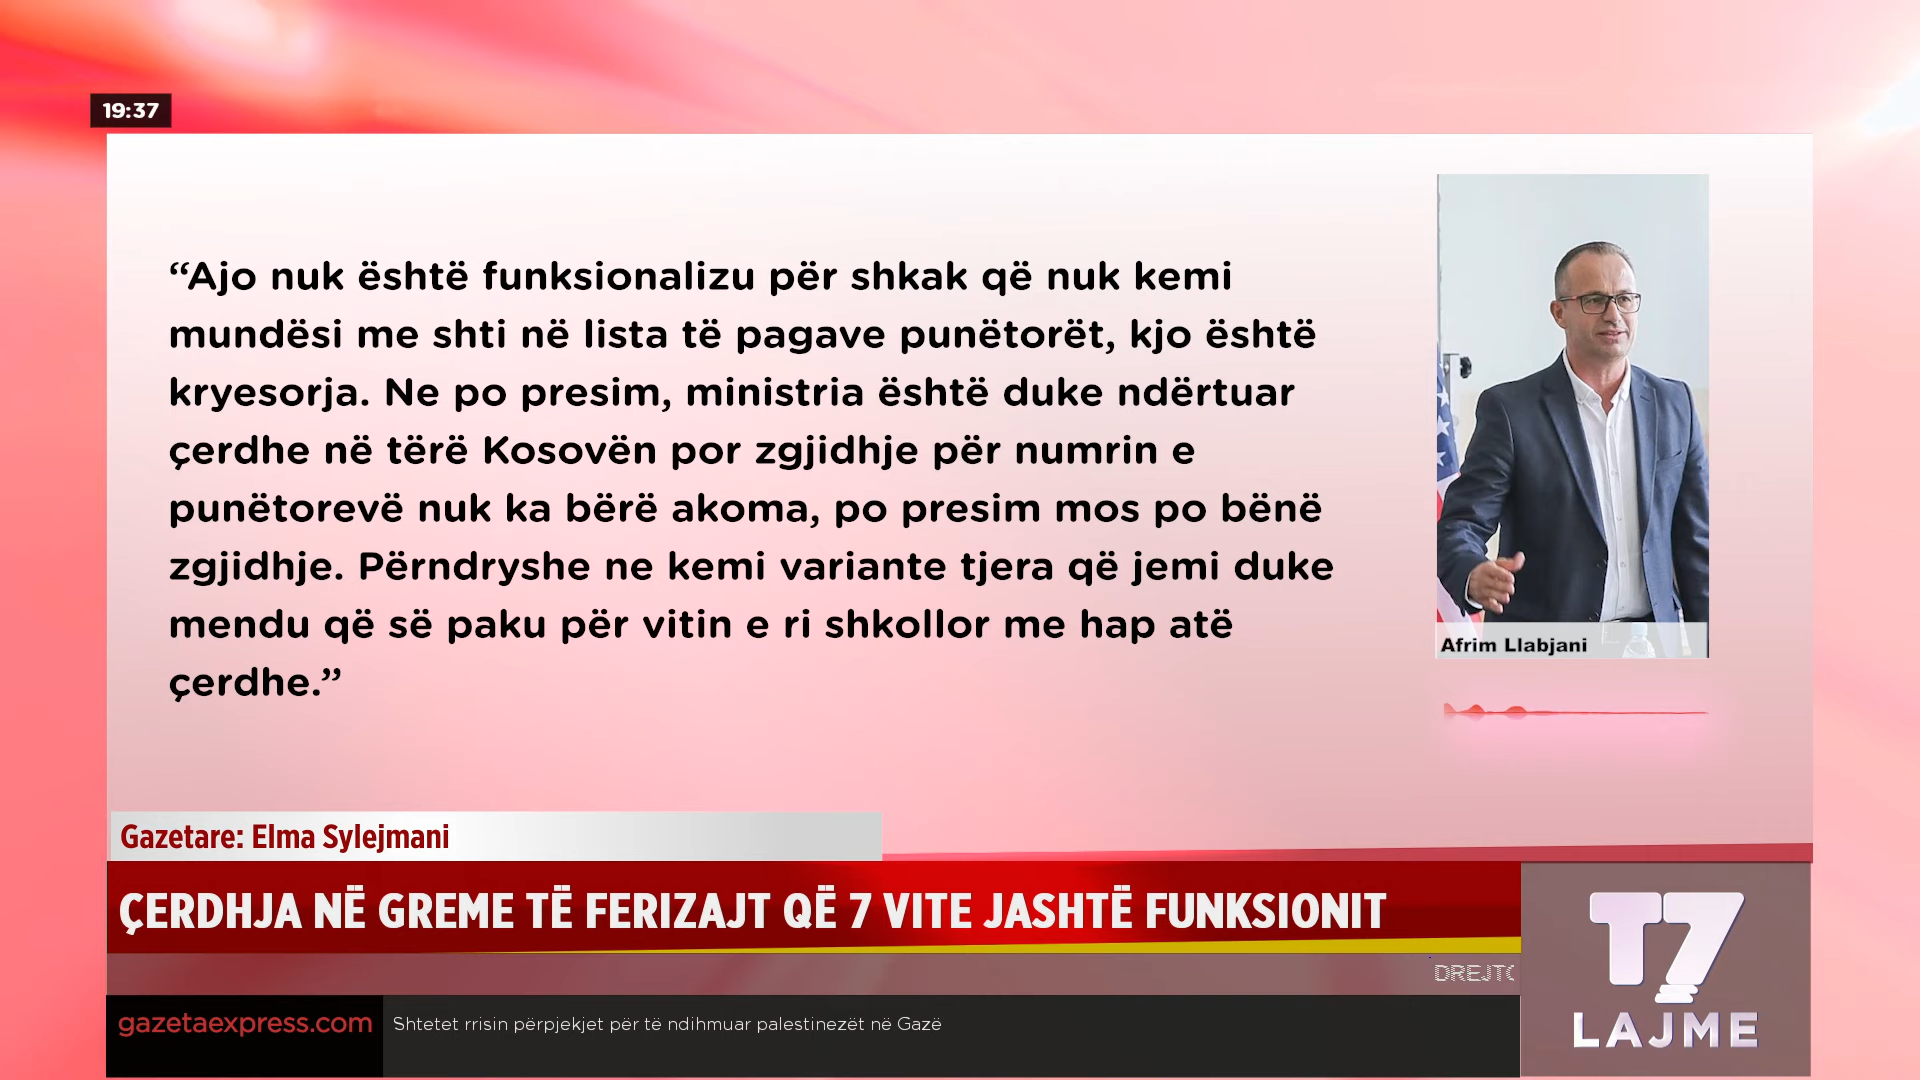 19:37
“Ajo nuk është funksionalizu për shkak që nuk kemi
mundësi me shti në lista të pagave punëtorët, kjo është
kryesorja. Ne po presim, ministria është duke ndërtuar
çerdhe në tërë Kosovën por zgjidhje për numrin e
punëtorevë nuk ka bërë akoma, po presim mos po bënë
zgjidhje. Përndryshe ne kemi variante tjera që jemi duke
mendu që së paku për vitin e ri shkollor me hap atë
çerdhe.”
Afrim Llabjani
Gazetare: Elma Sylejmani
ÇERDHJA NË GREME TË FERIZAJT QË 7 VITE JASHTË FUNKSIONIT
T7
LAJME
gazetaexpress.com
Shtetet rrisin përpjekjet për të ndihmuar palestinezët në Gazë